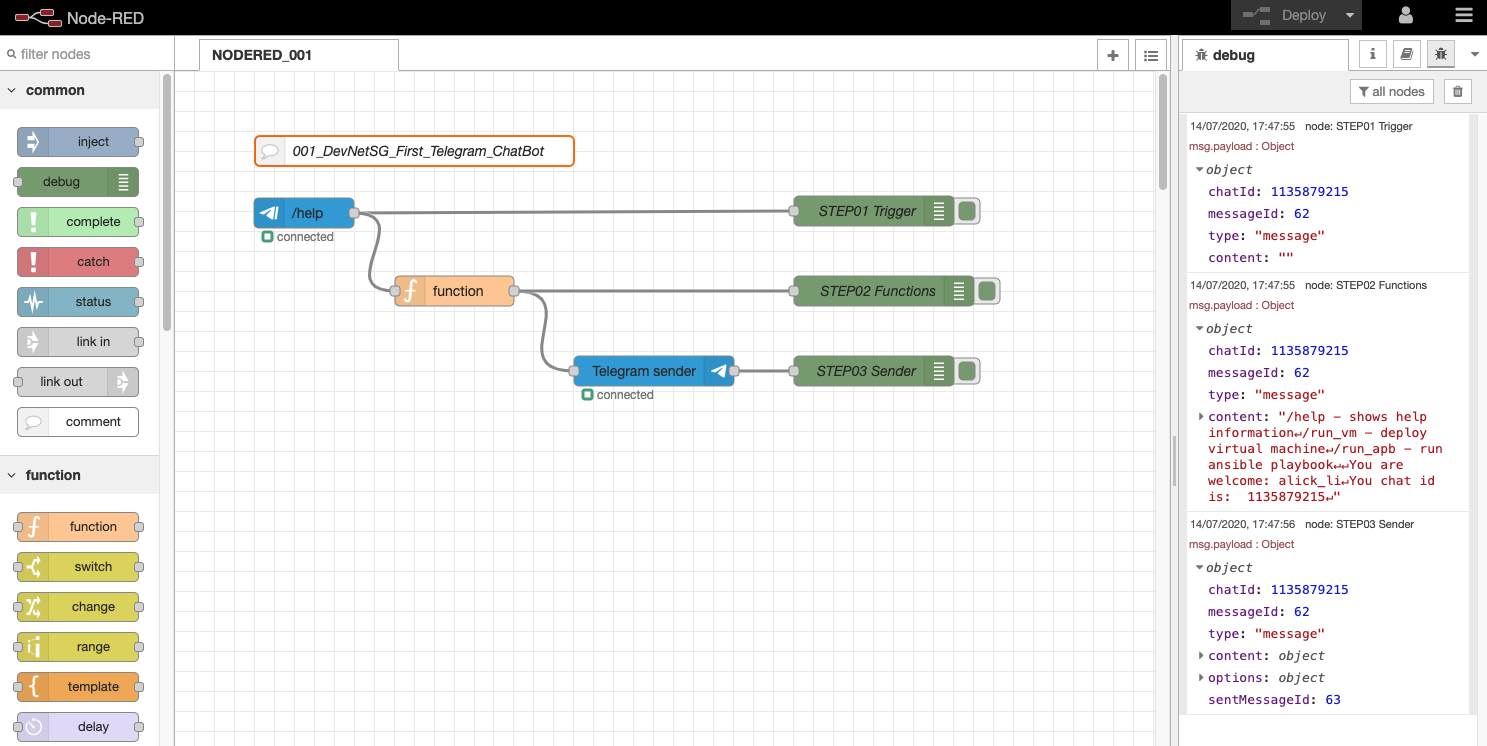 Node-RED
Deploy
filter nodes
NODERED_001
debug
i
all nodes
common
inject
debug
complete
catch
status
link in
link out
comment
function
function
switch
change
range
template
delay
001_DevNetSG_First_Telegram_ChatBot
/help
connected
STEP01 Trigger
function
STEP02 Functions
Telegram sender
connected
STEP03 Sender
14/07/2020, 17:47:55 node: STEP01 Trigger
msg.payload : Object
object
chatId: 1135879215
messageId: 62
type: "message"
content: ""
14/07/2020, 17:47:55 node: STEP02 Functions
msg.payload : Object
object
chatId: 1135879215
messageId: 62
type: "message"
content: "/help – shows help
information↵/run_vm – deploy
virtual machine↵/run_apb – run
ansible playbook↵↵You are
welcome: alick_li↵You chat id
is:  1135879215↵"
14/07/2020, 17:47:56 node: STEP03 Sender
msg.payload : Object
object
chatId: 1135879215
messageId: 62
type: "message"
content: object
options: object
sentMessageId: 63